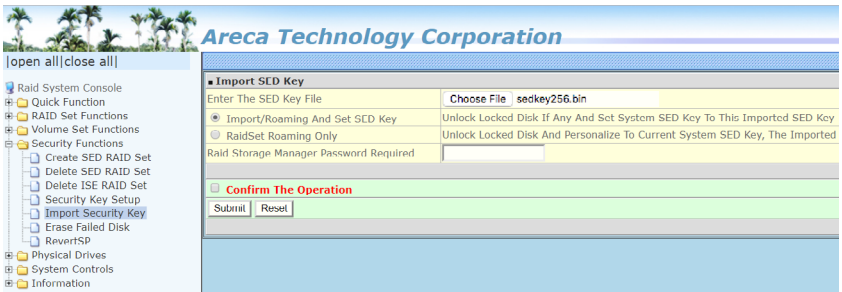 Areca Technology Corporation
|open all|close all|
Raid System Console
Quick Function
RAID Set Functions
Volume Set Functions
Security Functions
Create SED RAID Set
Delete SED RAID Set
Delete ISE RAID Set
Security Key Setup
Import Security Key
Erase Failed Disk
RevertSP
Physical Drives
System Controls
Information
Import SED Key
Enter The SED Key File Choose File sedkey256.bin
Import/Roaming And Set SED Key Unlock Locked Disk If Any And Set System SED Key To This Imported SED Key
RaidSet Roaming Only Unlock Locked Disk And Personalize To Current System SED Key, The Imported
Raid Storage Manager Password Required
Confirm The Operation
Submit Reset